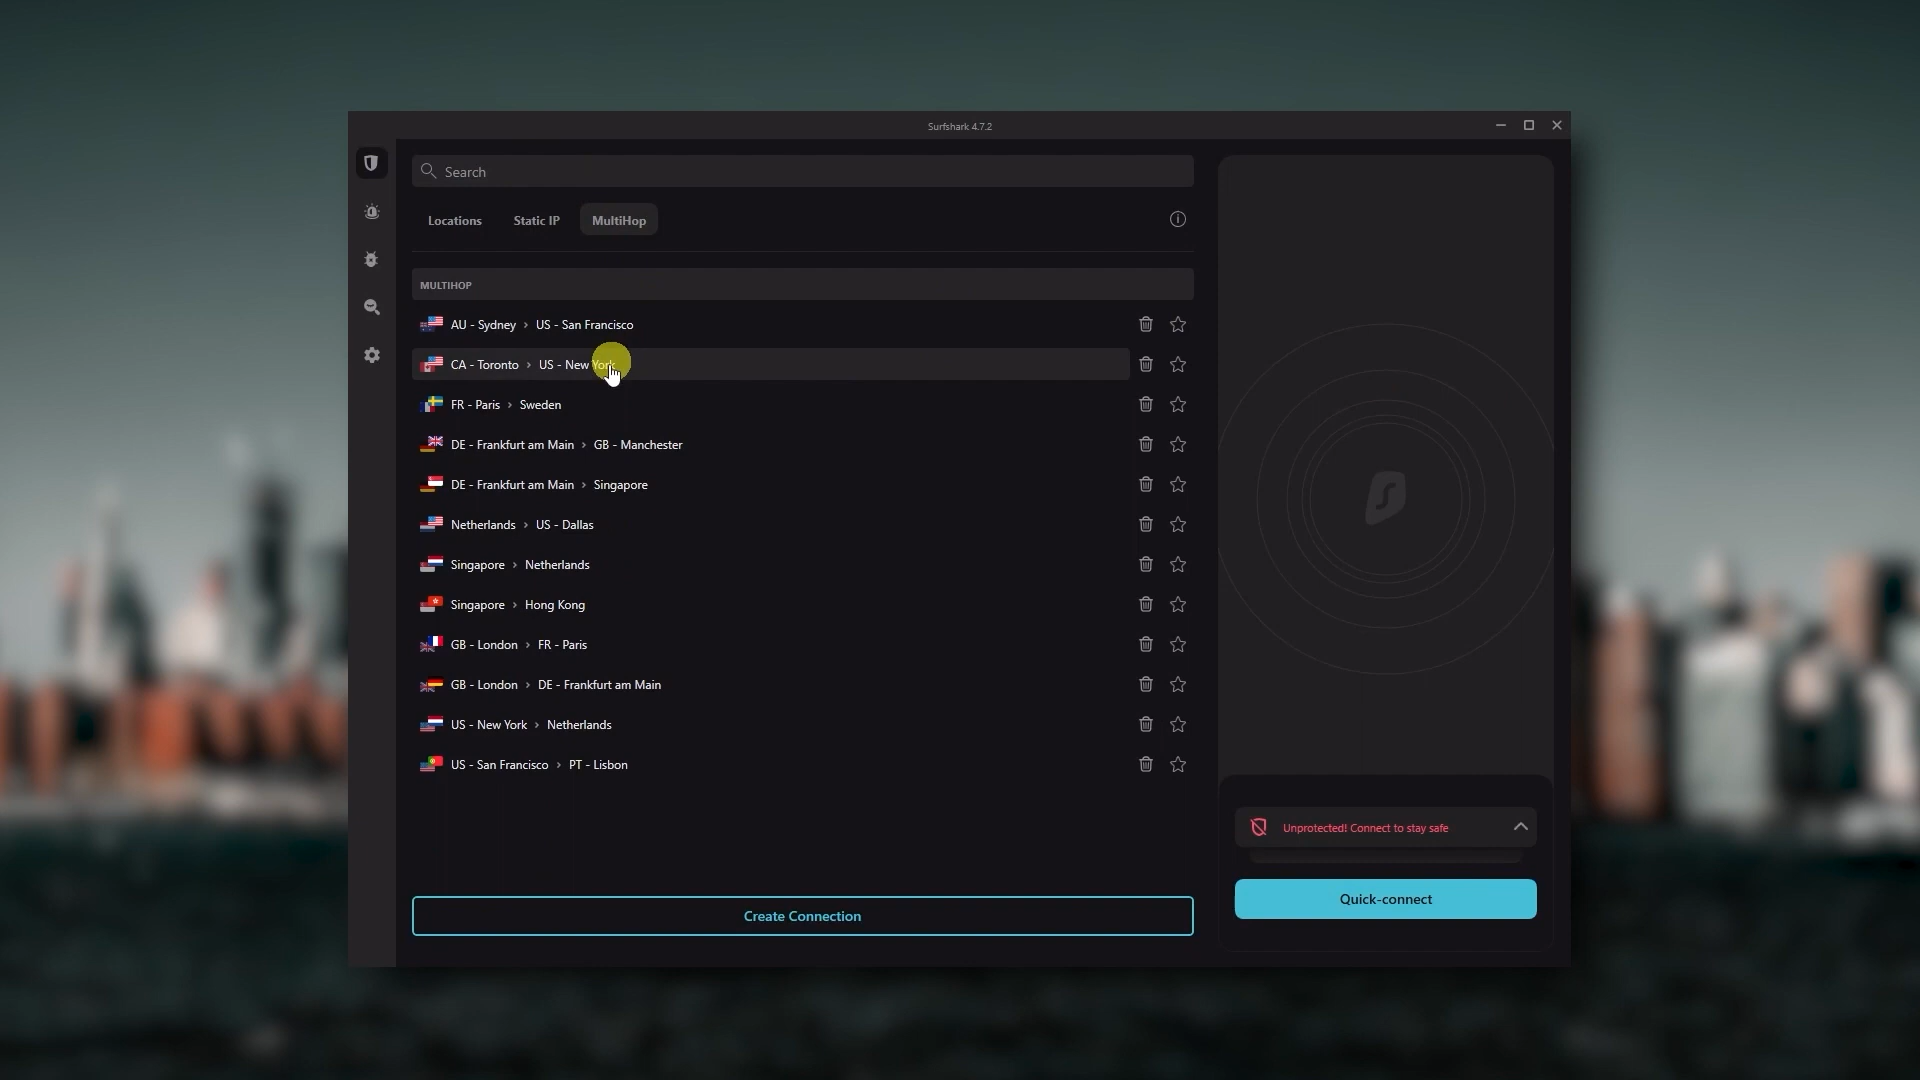 Surfshark 4.7.2
Search
Locations Static IP MultiHop
MULTIHOP
AU - Sydney > US - San Francisco
CA - Toronto > US - New York
FR - Paris > Sweden
DE - Frankfurt am Main > GB - Manchester
DE - Frankfurt am Main > Singapore
Netherlands > US - Dallas
Singapore > Netherlands
Singapore > Hong Kong
GB - London > FR - Paris
GB - London > DE - Frankfurt am Main
US - New York > Netherlands
US - San Francisco > PT - Lisbon
Create Connection
Unprotected! Connect to stay safe
Quick-connect